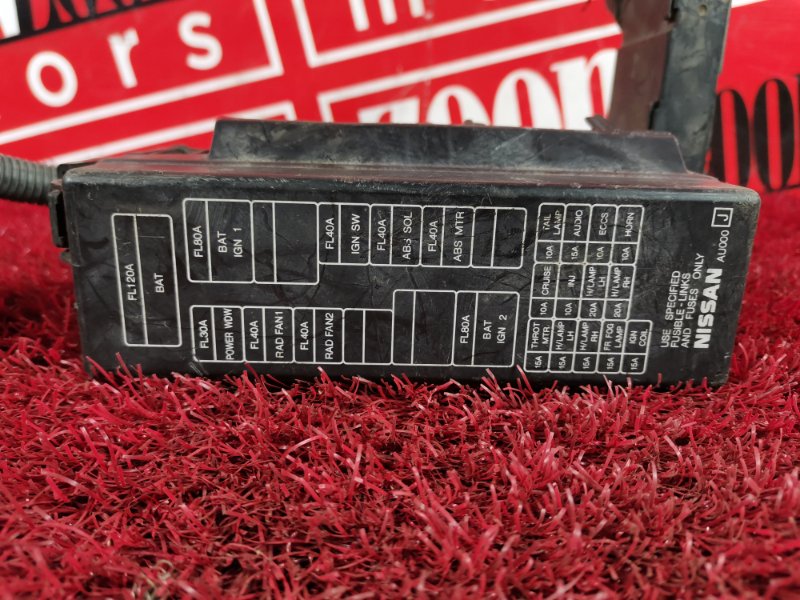 ors
zoom
zoo
FL120A
BAT
FL80A
BAT
IGN 1
FL40A
IGN SW
FL40A
ABS SOL
FL40A
ABS MTR
FL30A
POWER WDW
FL40A
RAD FAN1
FL40A
RAD FAN2
FL80A
BAT
IGN 2
TAIL
LAMP
10A
AUDIO
15A
ECCS
10A
HORN
10A
CRUISE
10A
INJ
10A
H/LAMP
LH
20A
H/LAMP
RH
20A
THROT
MTR
15A
H/LAMP
LH
15A
H/LAMP
RH
15A
FR FOG
LAMP
15A
IGN
COIL
15A
USE SPECIFIED
FUSIBLE-LINKS
AND FUSES ONLY
NISSAN
AU000 J